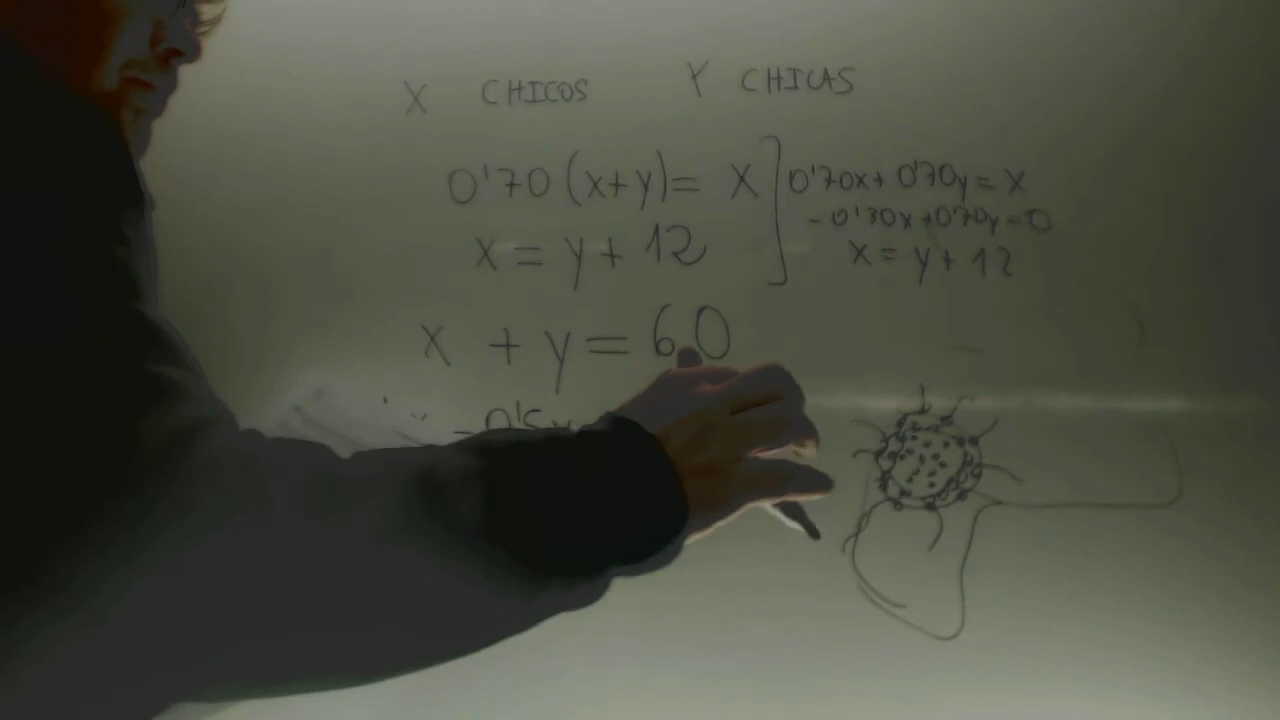 X CHICOS Y CHICAS
0'70 (x+y) = X
x = y + 12
0'70x + 0'70y = x
-0'30x + 0'70y = 0
x = y + 12
x + y = 60